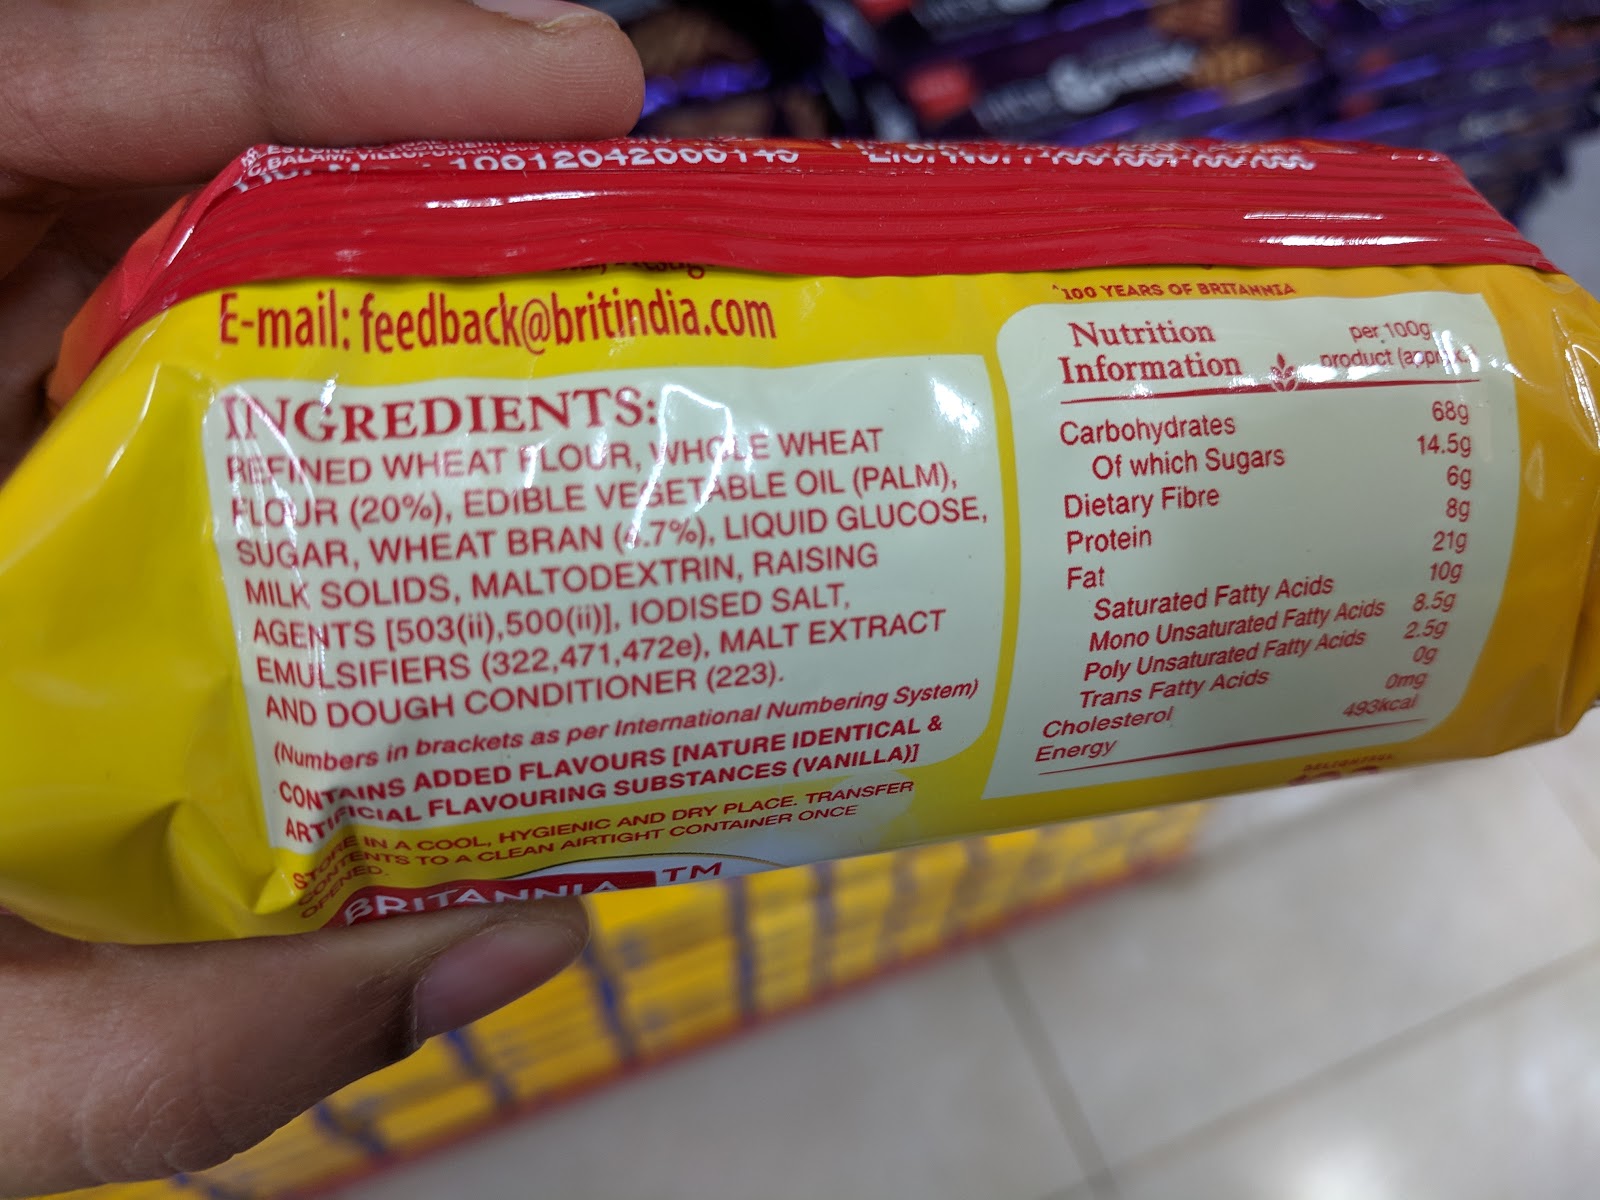 10012042000140
E-mail: feedback@britindia.com
INGREDIENTS:
REFINED WHEAT FLOUR, WHOLE WHEAT
FLOUR (20%), EDIBLE VEGETABLE OIL (PALM),
SUGAR, WHEAT BRAN LIQUID GLUCOSE,
MILK SOLIDS, MALTODEXTRIN, RAISING
AGENTS [503(ii),500(ii)], IODISED SALT,
EMULSIFIERS (322,471,472e), MALT EXTRACT
AND DOUGH CONDITIONER (223).
(Numbers in brackets as per International Numbering System)
CONTAINS ADDED FLAVOURS [NATURE IDENTICAL &
ARTIFICIAL FLAVOURING SUBSTANCES (VANILLA)]
STORE IN A COOL, HYGIENIC AND DRY PLACE. TRANSFER
CONTENTS TO A CLEAN AIRTIGHT CONTAINER ONCE
OPENED.
BRITANNIA TM
^100 YEARS OF BRITANNIA
Nutrition Information per 100g product (approx.)
Carbohydrates 68g
Of which Sugars 14.5g
Dietary Fibre 6g
Protein 8g
Fat 21g
Saturated Fatty Acids 10g
Mono Unsaturated Fatty Acids 8.5g
Poly Unsaturated Fatty Acids 2.5g
Trans Fatty Acids 0g
Cholesterol 0mg
Energy 493kcal